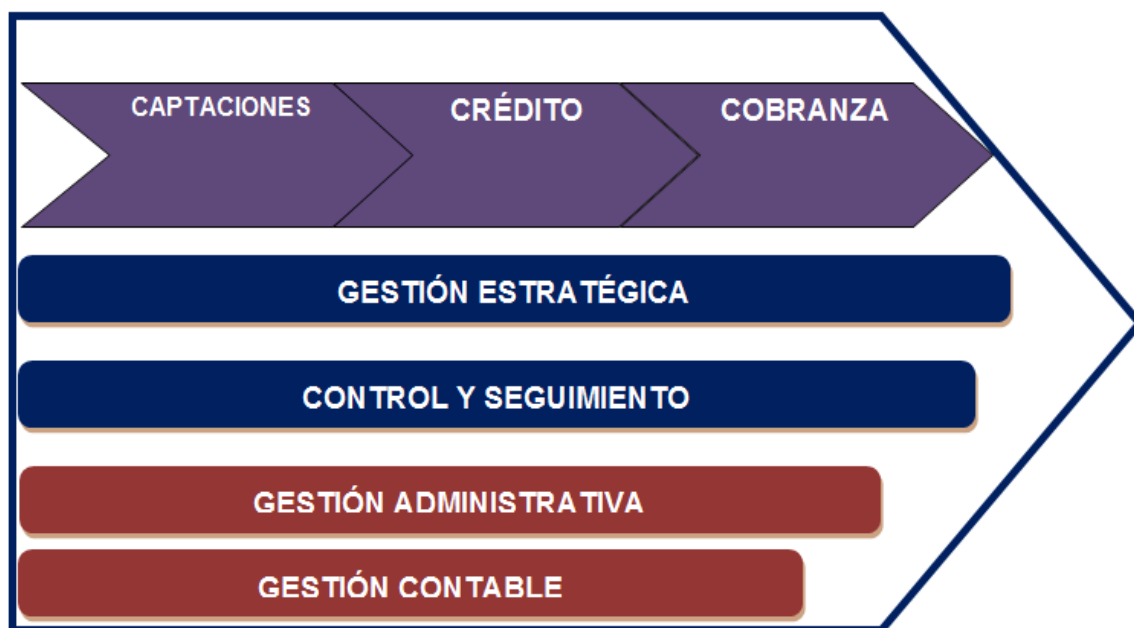 CAPTACIONES
CRÉDITO
COBRANZA
GESTIÓN ESTRATÉGICA
CONTROL Y SEGUIMIENTO
GESTIÓN ADMINISTRATIVA
GESTIÓN CONTABLE